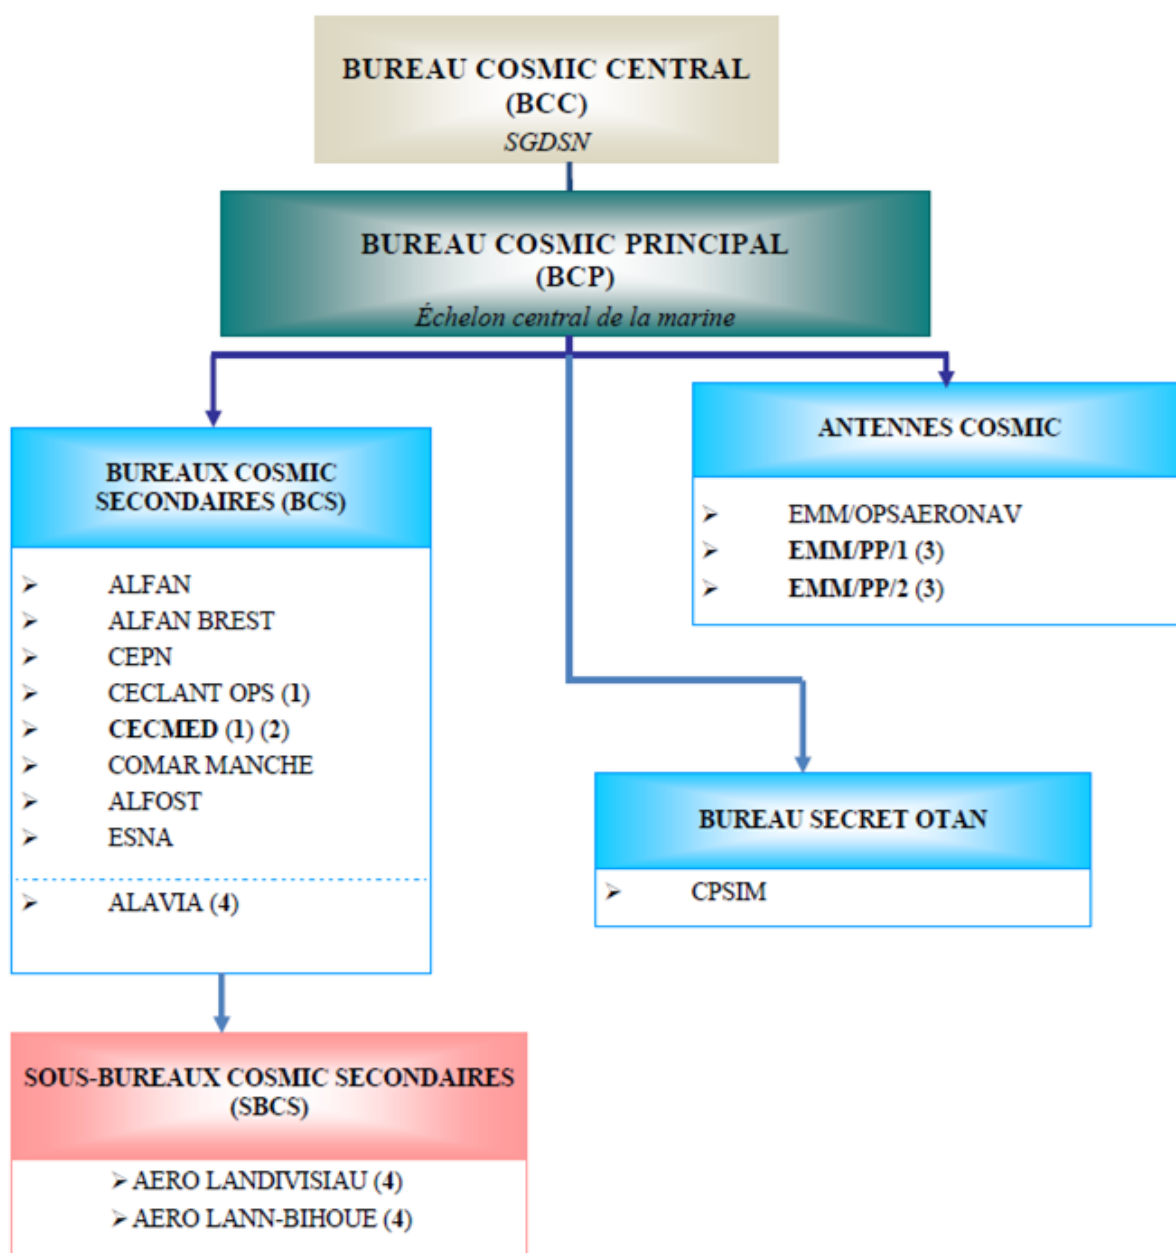 BUREAU COSMIC CENTRAL
(BCC)
SGDSN
BUREAU COSMIC PRINCIPAL
(BCP)
Échelon central de la marine
BUREAUX COSMIC
SECONDAIRES (BCS)
➢ ALFAN
➢ ALFAN BREST
➢ CEPN
➢ CECLANT OPS (1)
➢ CECMED (1) (2)
➢ COMAR MANCHE
➢ ALFOST
➢ ESNA
➢ ALAVIA (4)
ANTENNES COSMIC
➢ EMM/OPSAERONAV
➢ EMM/PP/1 (3)
➢ EMM/PP/2 (3)
BUREAU SECRET OTAN
➢ CPSIM
SOUS-BUREAUX COSMIC SECONDAIRES
(SBCS)
➢ AERO LANDIVISIAU (4)
➢ AERO LANN-BIHOUE (4)